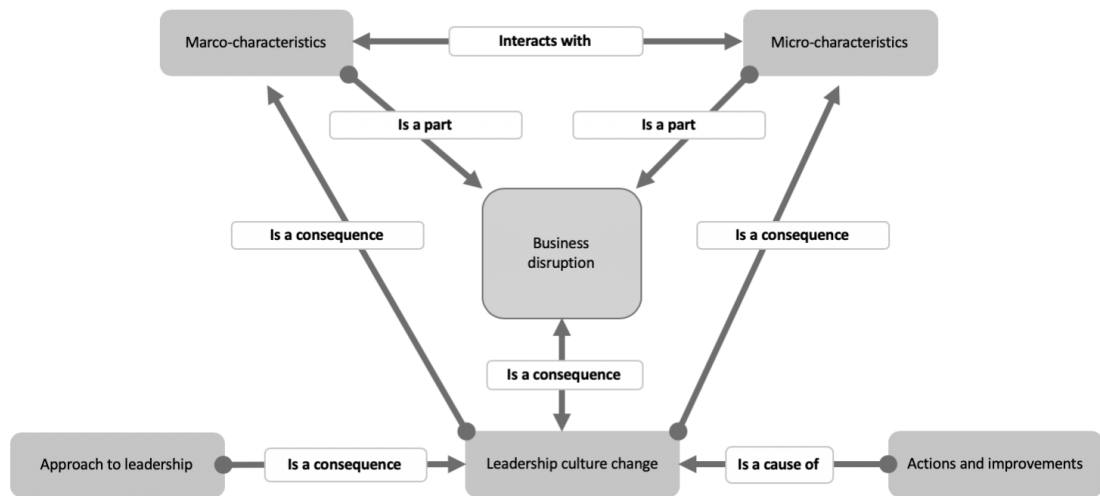 Marco-characteristics
Interacts with
Micro-characteristics
Is a part
Is a part
Is a consequence
Is a consequence
Business
disruption
Is a consequence
Approach to leadership
Is a consequence
Leadership culture change
Is a cause of
Actions and improvements